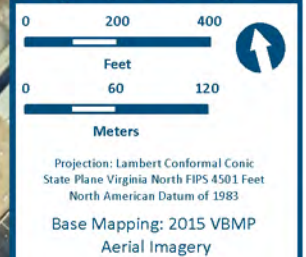 0 200 400
Feet
0 60 120
Meters
Projection: Lambert Conformal Conic
State Plane Virginia North FIPS 4501 Feet
North American Datum of 1983
Base Mapping: 2015 VBMP
Aerial Imagery